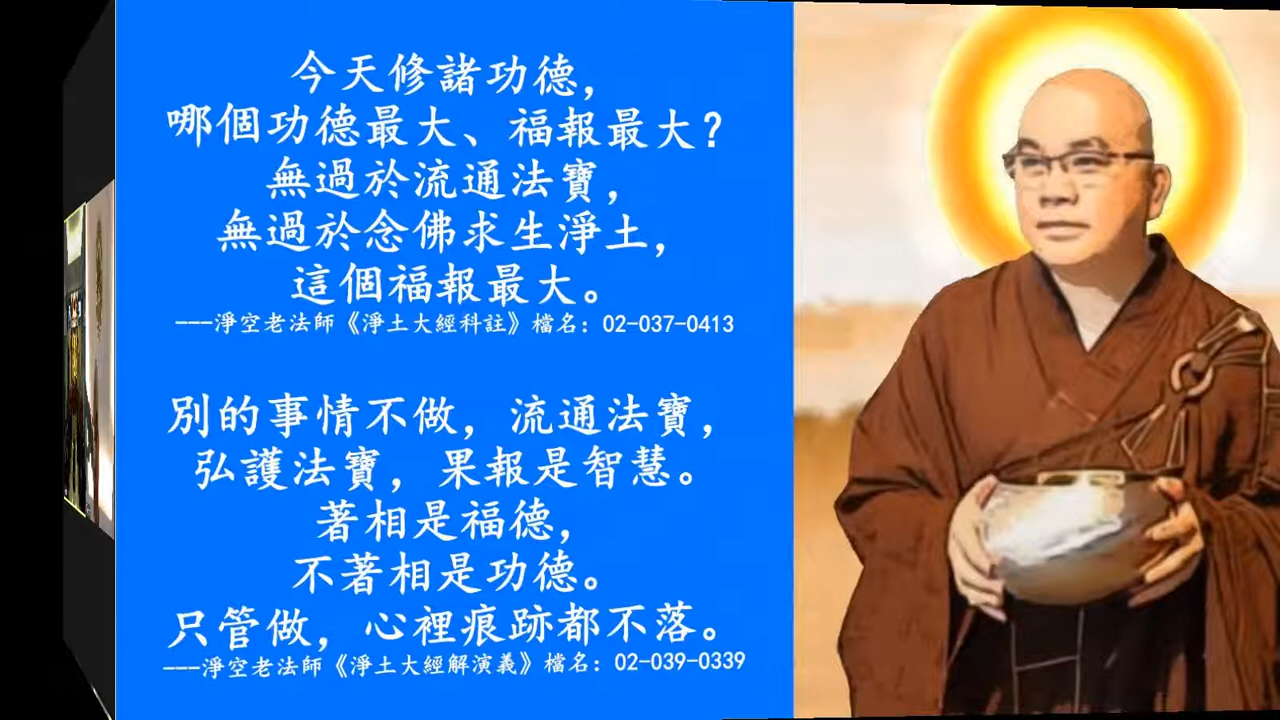 今天修諸功德，
哪個功德最大、福報最大？
無過於流通法寶，
無過於念佛求生淨土，
這個福報最大。
---淨空老法師《淨土大經科註》檔名：02-037-0413
別的事情不做，流通法寶，
弘護法寶，果報是智慧。
著相是福德，
不著相是功德。
只管做，心裡痕跡都不落。
---淨空老法師《淨土大經解演義》檔名：02-039-0339